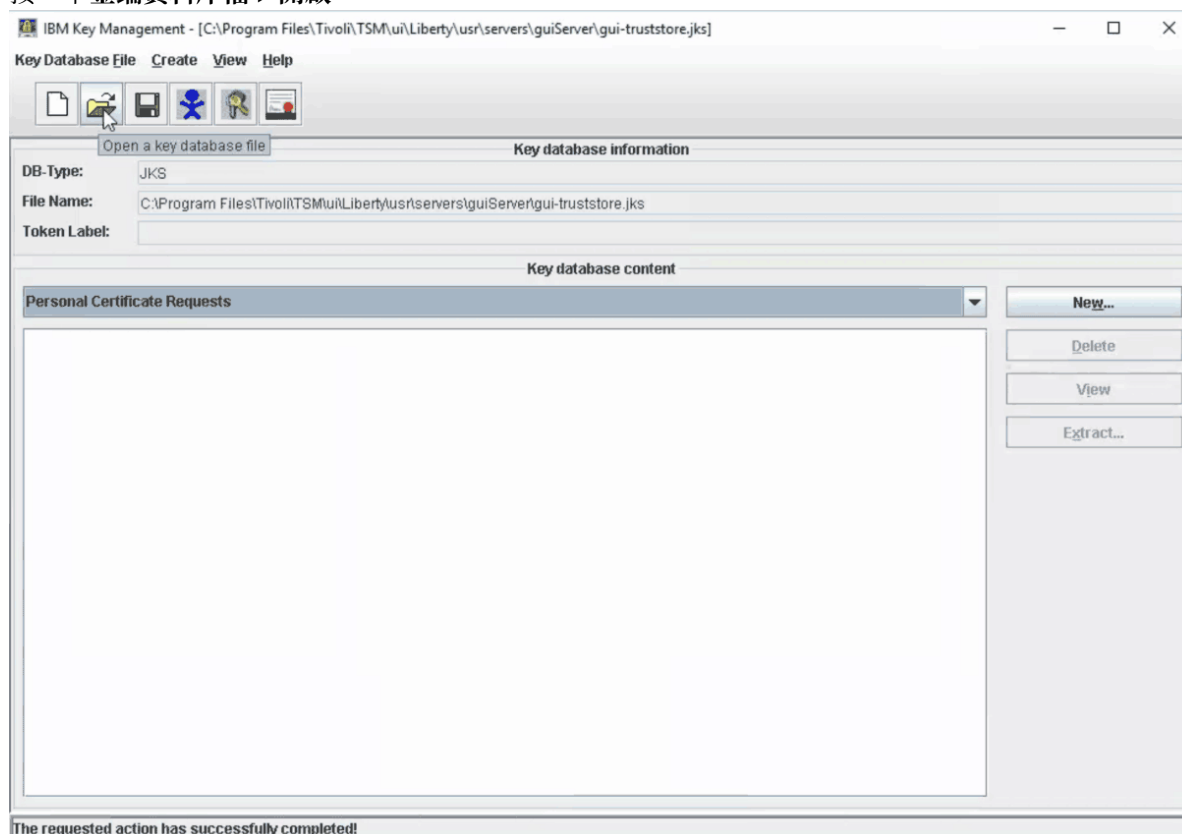 IBM Key Management - [C:\Program Files\Tivoli\TSM\ui\Liberty\usr\servers\guiServer\gui-truststore.jks]
Key Database File Create View Help
Open a key database file
Key database information
DB-Type: JKS
File Name: C:\Program Files\Tivoli\TSM\ui\Liberty\usr\servers\guiServer\gui-truststore.jks
Token Label:
Key database content
Personal Certificate Requests
New...
Delete
View
Extract...
The requested action has successfully completed!